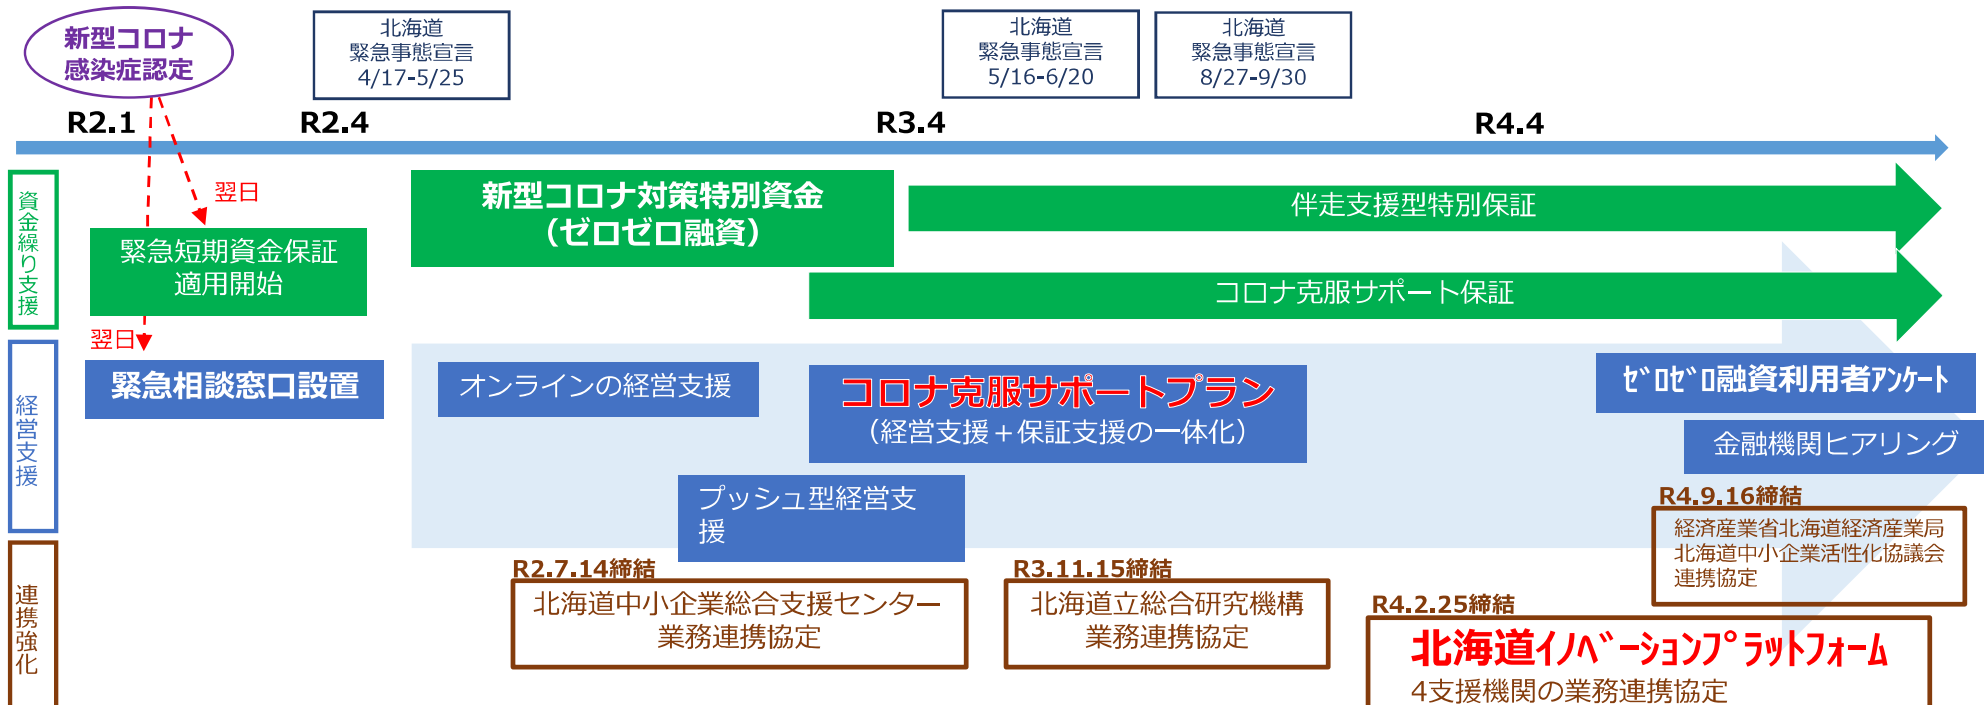 新型コロナ
感染症認定
北海道
緊急事態宣言
4/17-5/25
北海道
緊急事態宣言
5/16-6/20
北海道
緊急事態宣言
8/27-9/30
R2.1
R2.4
R3.4
R4.4
資金繰り支援
翌日
緊急短期資金保証
適用開始
新型コロナ対策特別資金
（ゼロゼロ融資）
伴走支援型特別保証
コロナ克服サポート保証
翌日
経営支援
緊急相談窓口設置
オンラインの経営支援
コロナ克服サポートプラン
（経営支援＋保証支援の一体化）
ｾﾞﾛｾﾞﾛ融資利用者ｱﾝｹｰﾄ
金融機関ヒアリング
プッシュ型経営支
援
連携強化
R2.7.14締結
北海道中小企業総合支援センター
業務連携協定
R3.11.15締結
北海道立総合研究機構
業務連携協定
R4.9.16締結
経済産業省北海道経済産業局
北海道中小企業活性化協議会
連携協定
R4.2.25締結
北海道ｲﾉﾍﾞｰｼｮﾝﾌﾟﾗｯﾄﾌｫｰﾑ
4支援機関の業務連携協定